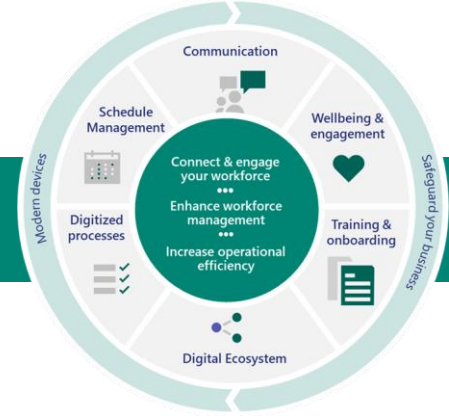 Communication
Schedule
Management
Wellbeing &
engagement
Connect & engage
your workforce
•••
Enhance workforce
management
•••
Increase operational
efficiency
Modern devices
Safeguard your business
Digitized
processes
Training &
onboarding
Digital Ecosystem